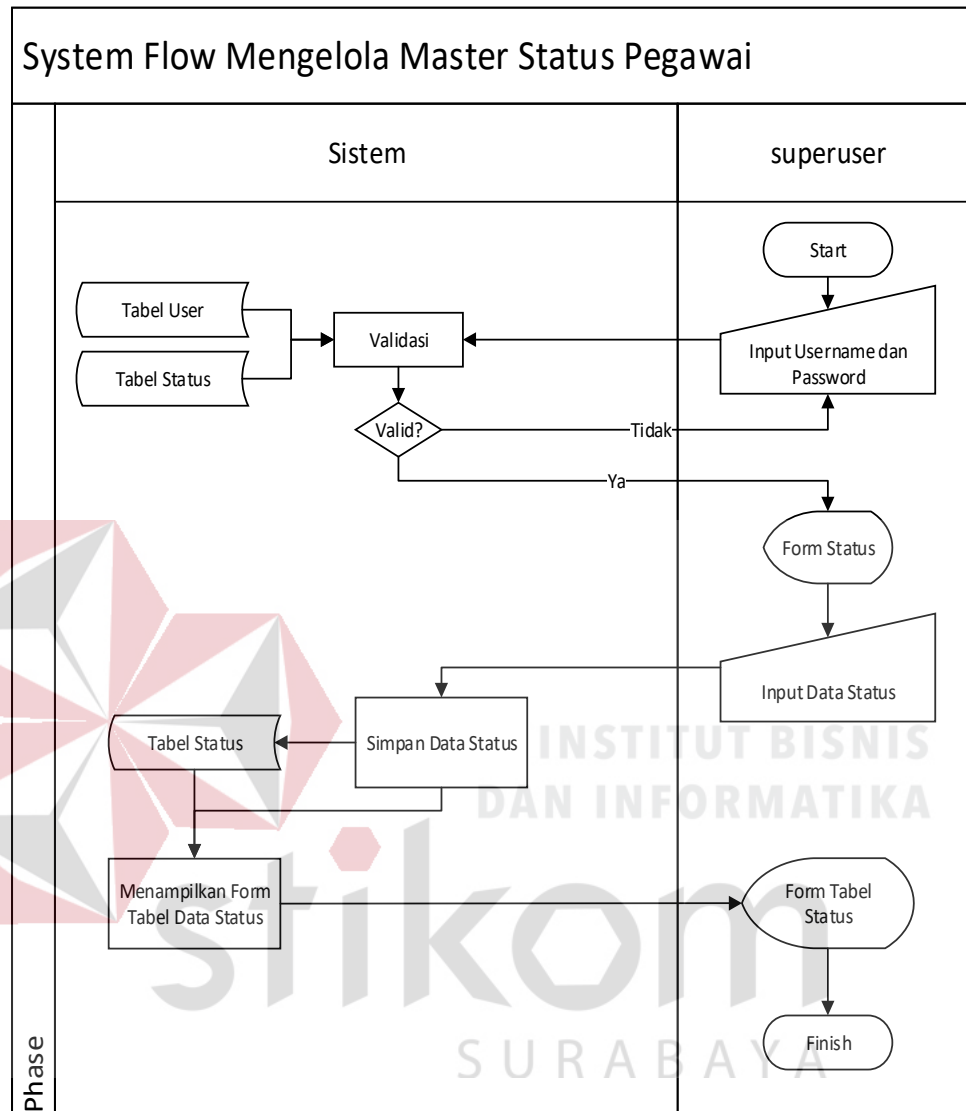 System Flow Mengelola Master Status Pegawai
Sistem
superuser
Start
Tabel User
Validasi
Input Username dan
Password
Tabel Status
Valid?
Tidak
Ya
Form Status
Input Data Status
Tabel Status
Simpan Data Status
INSTITUT BISNIS
DAN INFORMATIKA
Menampilkan Form
Tabel Data Status
Form Tabel
Status
stikom
Finish
SURABAYA
Phase